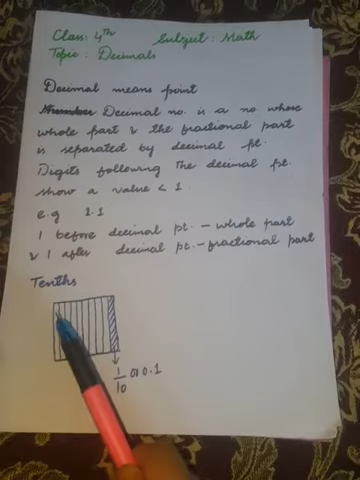 Class: 4th Subject: Math
Topic: Decimals
Decimal means point
Number Decimal no. is a no. whose
whole part & the fractional part
is separated by decimal pt.
Digits following the decimal pt.
show a value < 1.
e.g 1.1
1 before decimal pt. - whole part
& 1 after decimal pt. - fractional part
Tenths
1/10 or 0.1